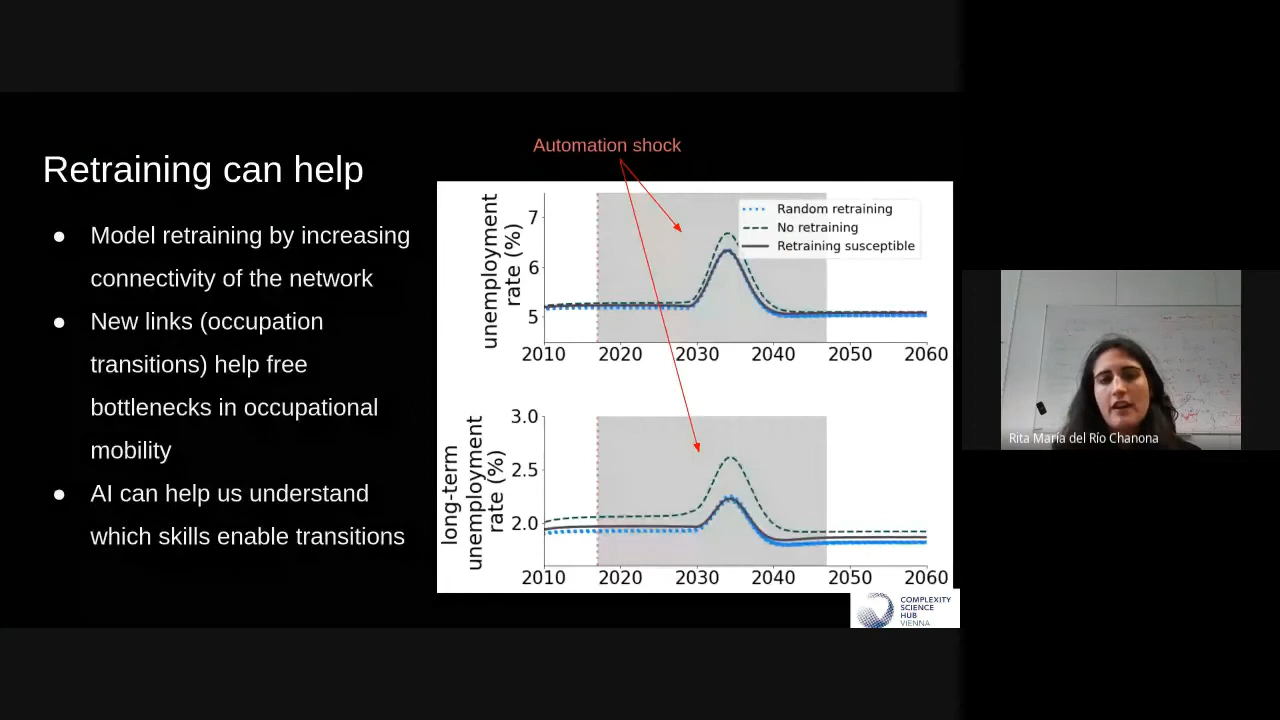 Retraining can help
● Model retraining by increasing
connectivity of the network
● New links (occupation
transitions) help free
bottlenecks in occupational
mobility
● AI can help us understand
which skills enable transitions
Automation shock
unemployment
rate (%)
7
6
5
Random retraining
No retraining
Retraining susceptible
2010 2020 2030 2040 2050 2060
long-term
unemployment
rate (%)
3.0
2.5
2.0
2010 2020 2030 2040 2050 2060
COMPLEXITY
SCIENCE
HUB
VIENNA
Rita María del Río Chanona